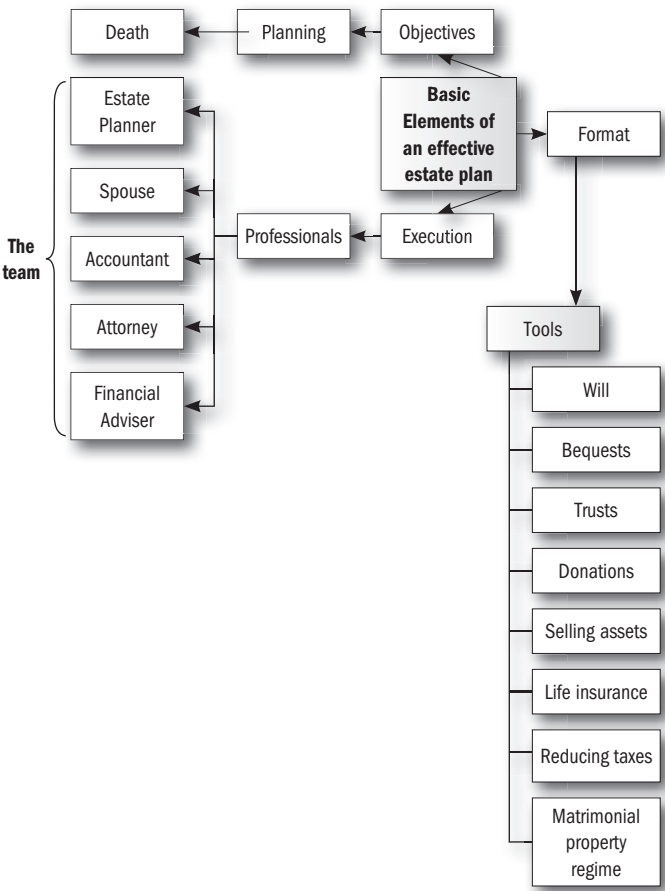 Death
Planning
Objectives
Basic
Elements of
an effective
estate plan
Format
Estate
Planner
Spouse
Professionals
Execution
The
team
Accountant
Attorney
Financial
Adviser
Tools
Will
Bequests
Trusts
Donations
Selling assets
Life insurance
Reducing taxes
Matrimonial
property
regime